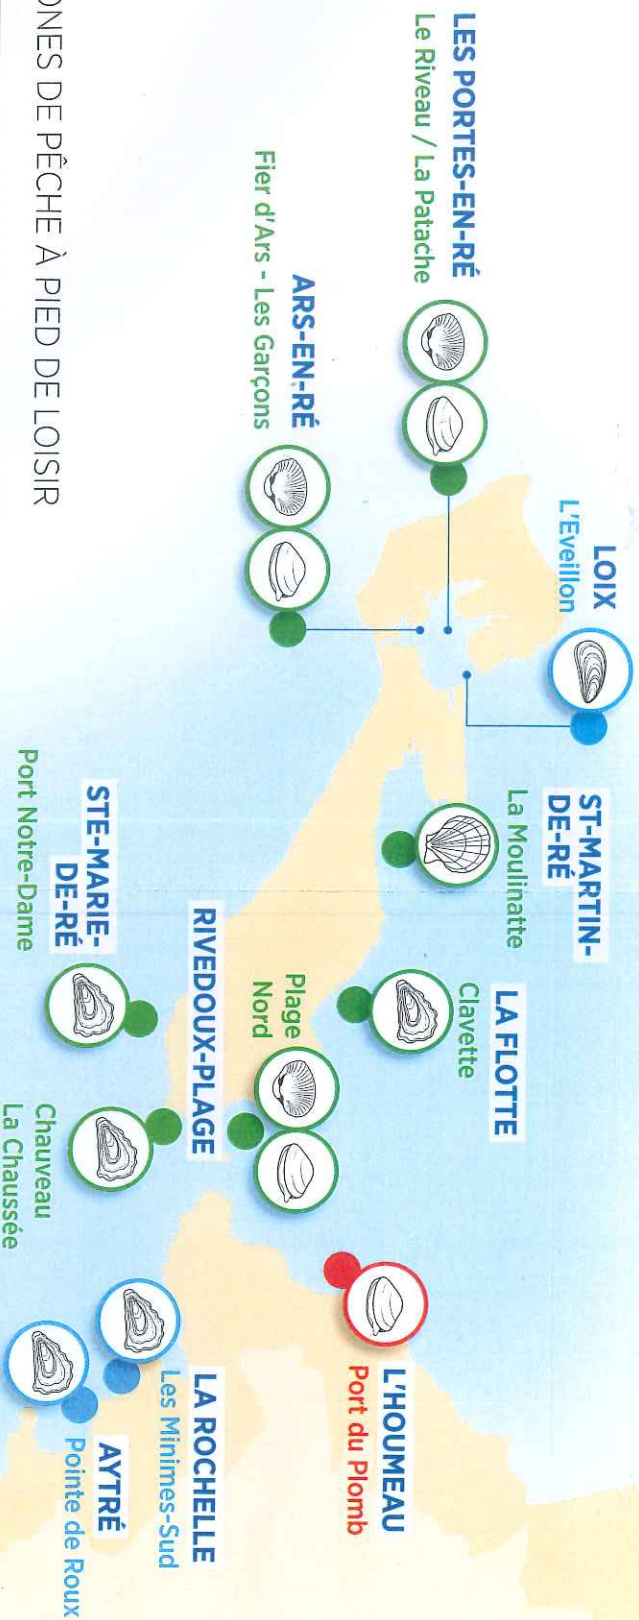 LES PORTES-EN-RÉ
Le Riveau / La Patache
ARS-EN-RÉ
Fier d'Ars - Les Garçons
LOIX
L'Eveillon
ST-MARTIN-
DE-RÉ
La Moulinatte
LA FLOTTE
Clavette
RIVEDOUX-PLAGE
Plage
Nord
STE-MARIE-
DE-RÉ
Port Notre-Dame
Chauveau
La Chaussée
L'HOUMEAU
Port du Plomb
LA ROCHELLE
Les Minimes-Sud
AYTRÉ
Pointe de Roux
ONES DE PÊCHE À PIED DE LOISIR